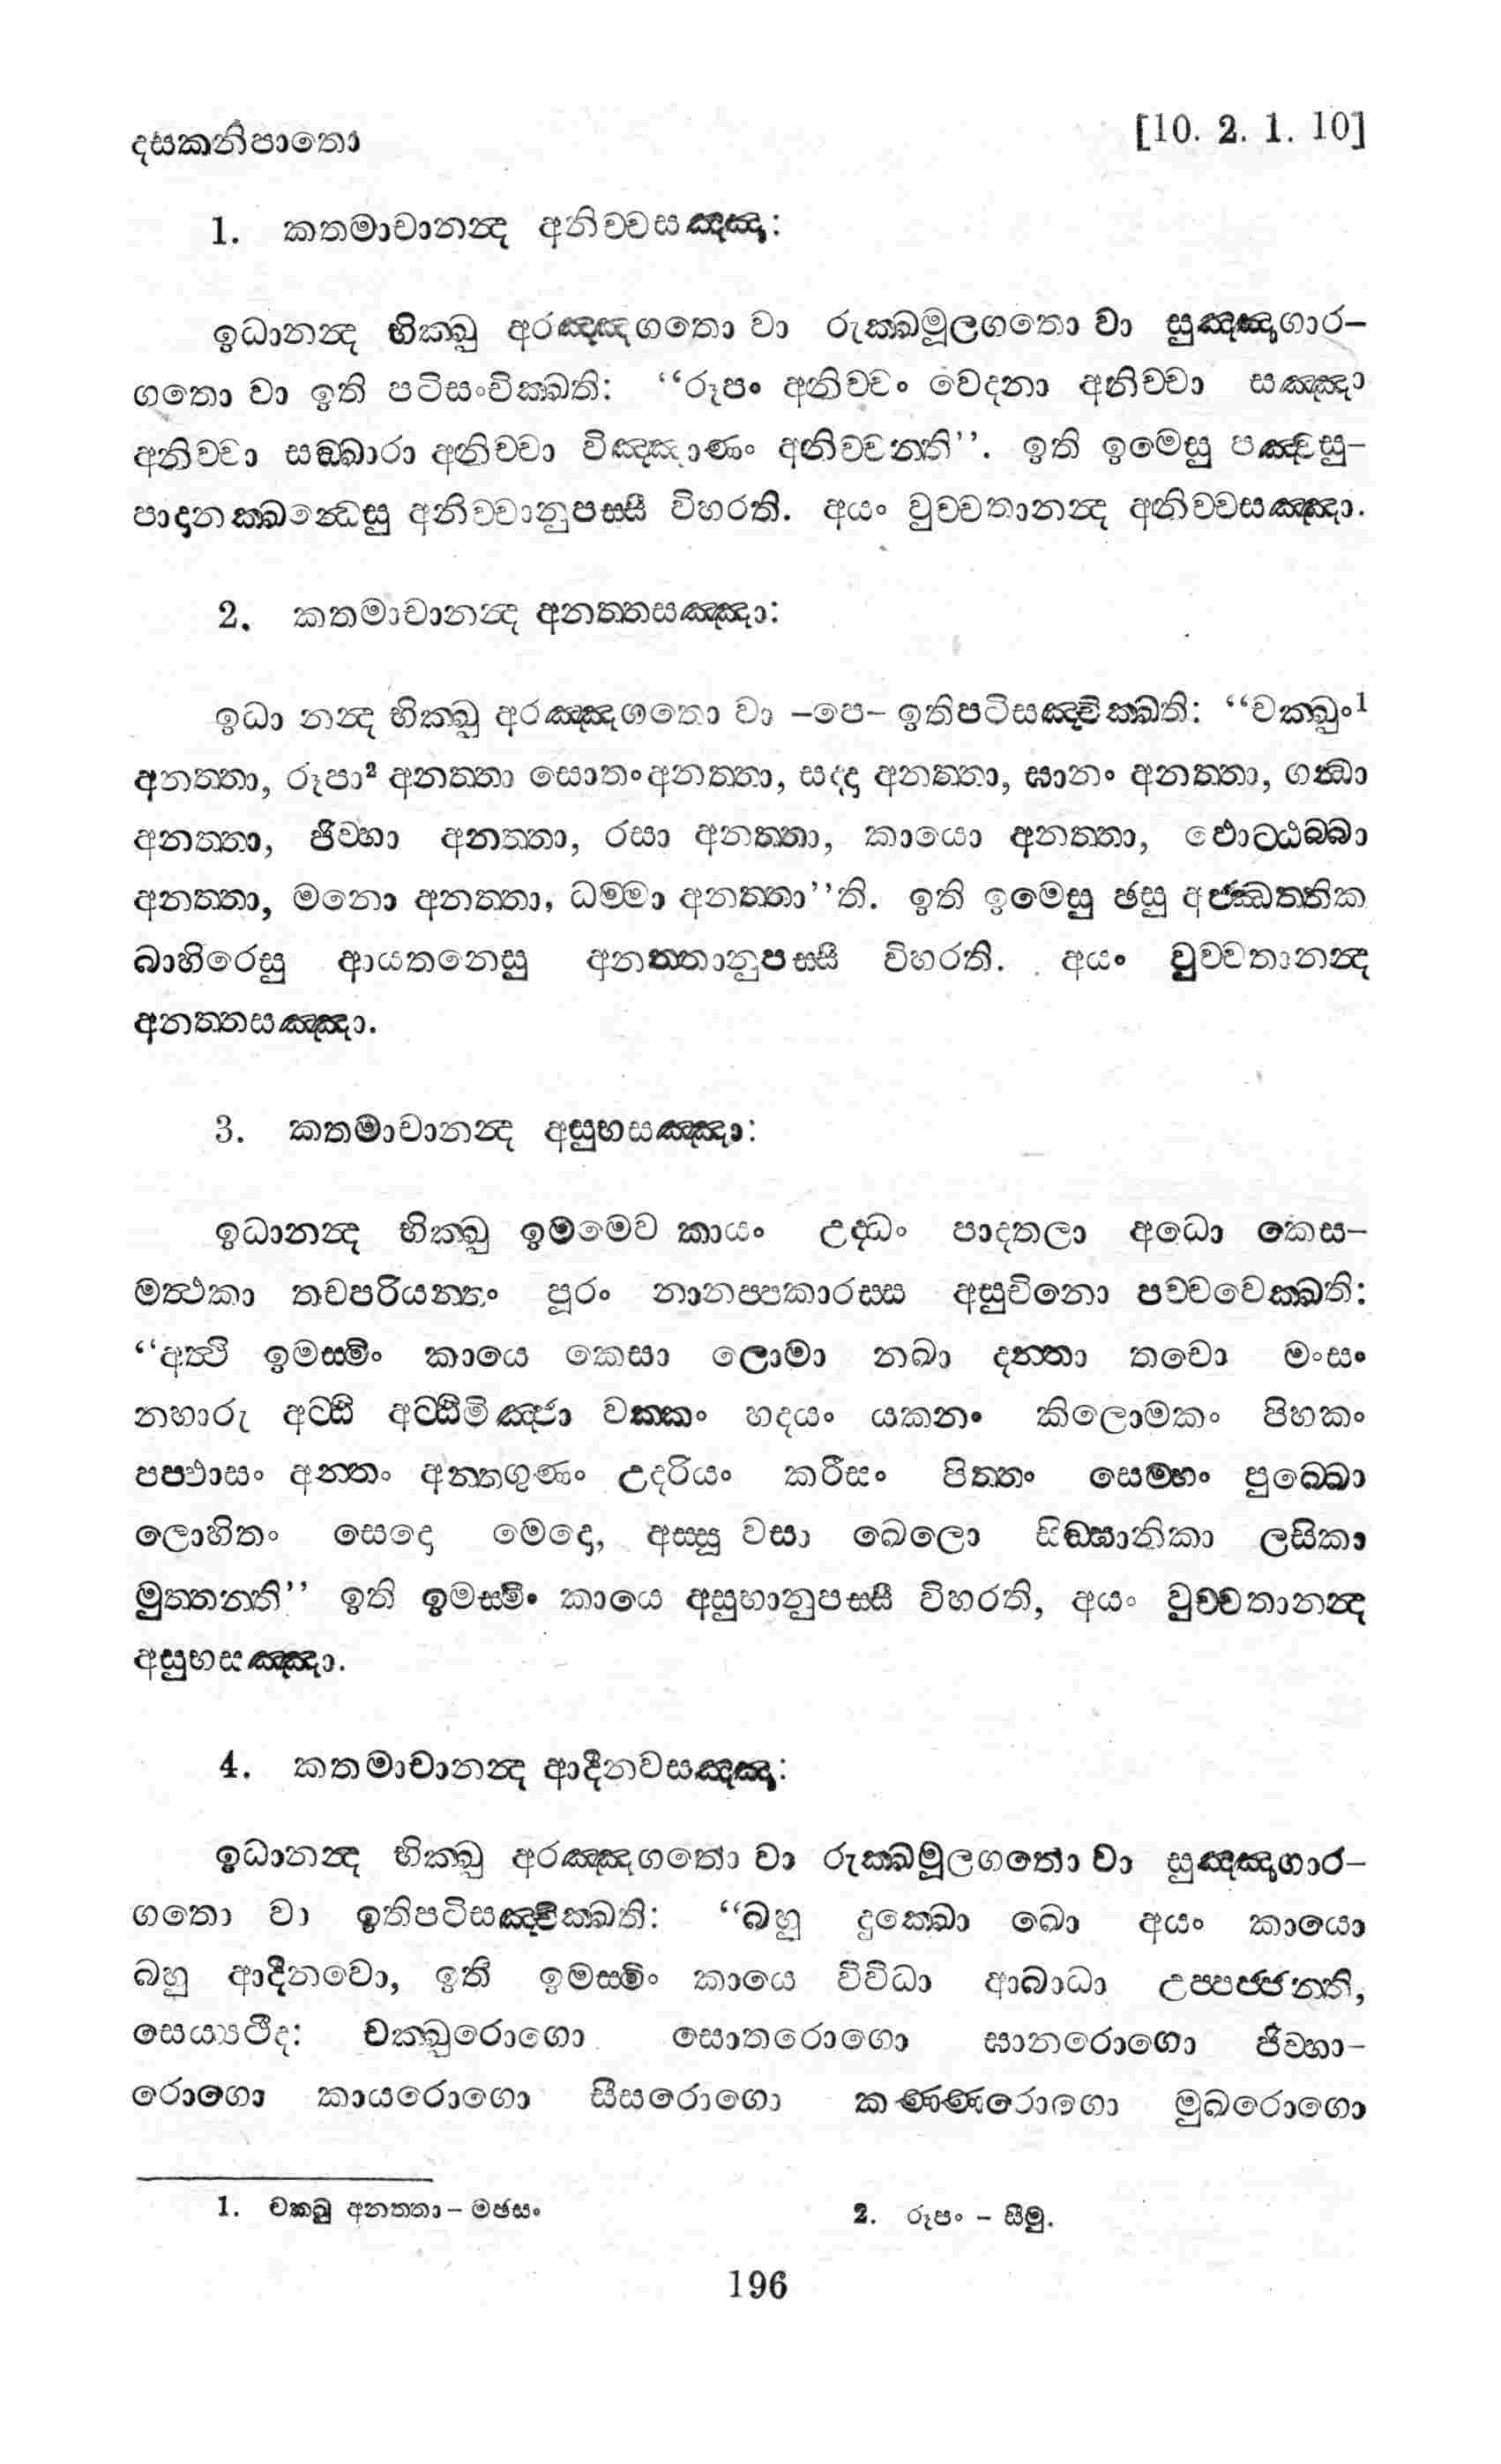 දසකනිපාතො
[10. 2. 1. 10]
1. කතමාචානන්ද අනිච්චසඤ්ඤා:
ඉධානන්ද භික්ඛු අරඤ්ඤගතො වා රුක්ඛමූලගතො වා සුඤ්ඤාගාර–
ගතො වා ඉති පටිසංචික්ඛති: “රූපං අනිච්චං වෙදනා අනිච්චා සඤ්ඤා
අනිච්චා සඞ්ඛාරා අනිච්චා විඤ්ඤාණං අනිච්චන්ති”. ඉති ඉමෙසු පඤ්චසු–
පාදානක්ඛන්ධෙසු අනිච්චානුපස්සී විහරති. අයං වුච්චතානන්ද අනිච්චසඤ්ඤා.
2. කතමාචානන්ද අනත්තසඤ්ඤා:
ඉධා නන්ද භික්ඛු අරඤ්ඤගතො වා –පෙ– ඉතිපටිසඤ්චික්ඛති: “චක්ඛුං1
අනත්තා, රූපා2 අනත්තා සොතං අනත්තා, සද්දා අනත්තා, ඝානං අනත්තා, ගන්ධා
අනත්තා, ජිව්හා අනත්තා, රසා අනත්තා, කායො අනත්තා, ඵොට්ඨබ්බා
අනත්තා, මනො අනත්තා, ධම්මා අනත්තා”ති. ඉති ඉමෙසු ඡසු අජ්ඣත්තික
බාහිරෙසු ආයතනෙසු අනත්තානුපස්සී විහරති. අයං වුච්චතානන්ද
අනත්තසඤ්ඤා.
3. කතමාචානන්ද අසුභසඤ්ඤා:
ඉධානන්ද භික්ඛු ඉමමෙව කායං උද්ධං පාදතලා අධො කෙස–
මත්ථකා තචපරියන්තං පූරං නානප්පකාරස්ස අසුචිනො පච්චවෙක්ඛති:
“අත්ථි ඉමස්මිං කායෙ කෙසා ලොමා නඛා දන්තා තචො මංසං
නහාරු අට්ඨි අට්ඨිමිඤ්ජා වක්කං හදයං යකනං කිලොමකං පිහකං
පප්ඵාසං අන්තං අන්තගුණං උදරියං කරීසං පිත්තං සෙම්හං පුබ්බො
ලොහිතං සෙදො මෙදො, අස්සු වසා ඛෙලො සිඞ්ඝානිකා ලසිකා
මුත්තන්ති” ඉති ඉමස්මිං කායෙ අසුභානුපස්සී විහරති, අයං වුච්චතානන්ද
අසුභසඤ්ඤා.
4. කතමාචානන්ද ආදීනවසඤ්ඤා:
ඉධානන්ද භික්ඛු අරඤ්ඤගතො වා රුක්ඛමූලගතො වා සුඤ්ඤාගාර–
ගතො වා ඉතිපටිසඤ්චික්ඛති: “බහු දුක්ඛො ඛො අයං කායො
බහු ආදීනවො, ඉති ඉමස්මිං කායෙ විවිධා ආබාධා උප්පජ්ජන්ති,
සෙය්‍යථීදං: චක්ඛුරොගො සොතරොගො ඝානරොගො ජිව්හා–
රොගො කායරොගො සීසරොගො කණ්ණරොගො මුඛරොගො
1. චක්ඛු අනත්තා – මඡසං
2. රූපං – සීමු.
196